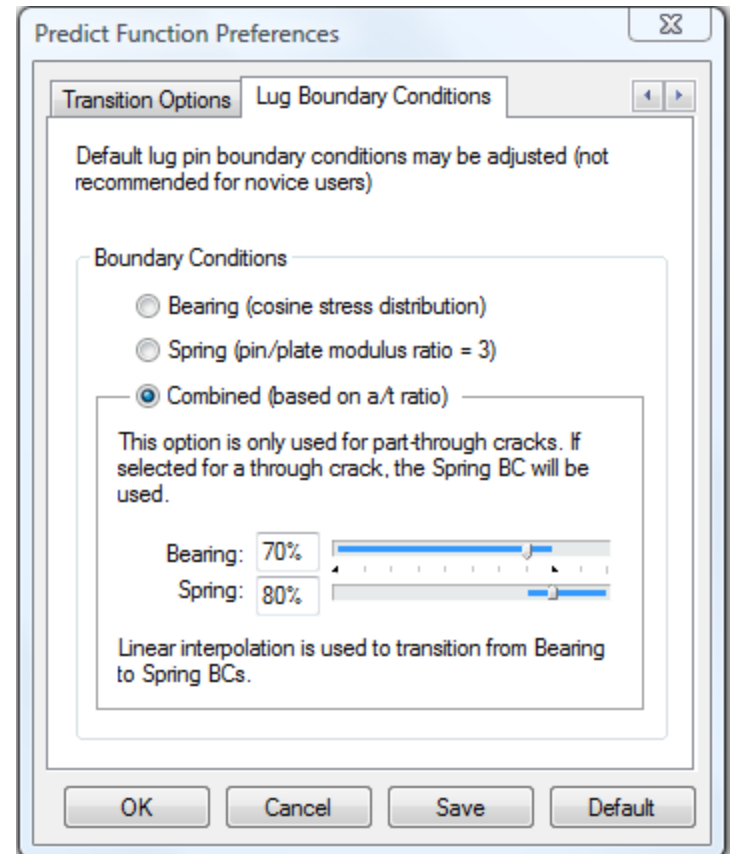 Predict Function Preferences
Transition Options
Lug Boundary Conditions
Default lug pin boundary conditions may be adjusted (not
recommended for novice users)
Boundary Conditions
Bearing (cosine stress distribution)
Spring (pin/plate modulus ratio = 3)
Combined (based on a/t ratio)
This option is only used for part-through cracks. If
selected for a through crack, the Spring BC will be
used.
Bearing: 70%
Spring: 80%
Linear interpolation is used to transition from Bearing
to Spring BCs.
OK Cancel Save Default